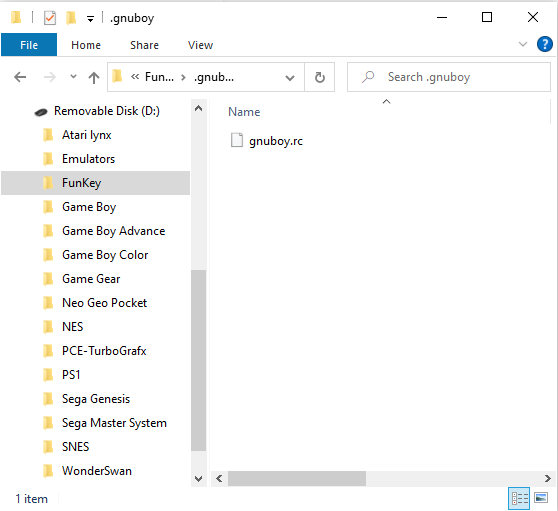 .gnuboy
File Home Share View
Fun... .gnub... Search .gnuboy
Removable Disk (D:)
Atari lynx
Emulators
FunKey
Game Boy
Game Boy Advance
Game Boy Color
Game Gear
Neo Geo Pocket
NES
PCE-TurboGrafx
PS1
Sega Genesis
Sega Master System
SNES
WonderSwan
Name
gnuboy.rc
1 item